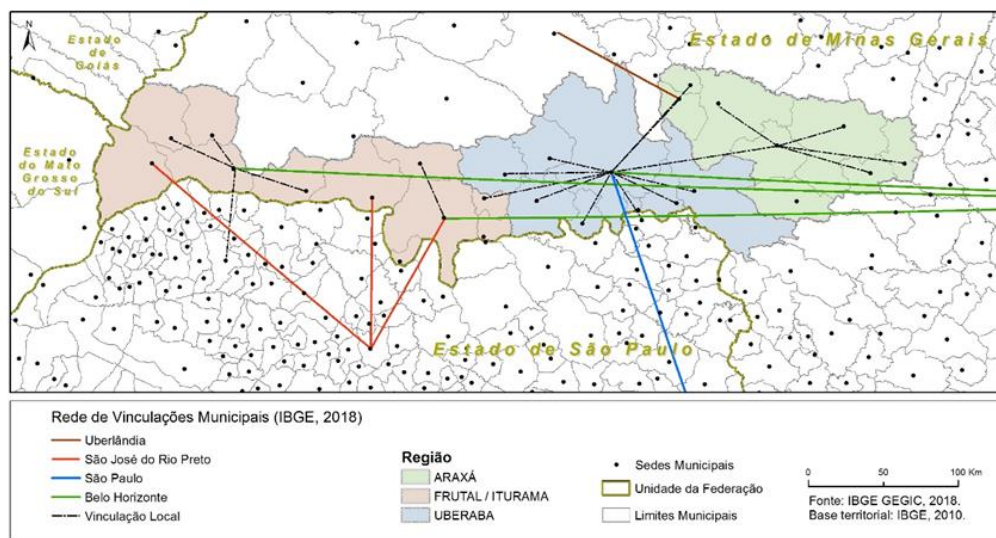 N
Estado
de
Goiás
Estado de Minas Gerais
Estado
do Mato
Grosso
do Sul
Estado de São Paulo
Rede de Vinculações Municipais (IBGE, 2018)
Uberlândia
São José do Rio Preto
São Paulo
Belo Horizonte
Vinculação Local
Região
ARAXÁ
FRUTAL / ITURAMA
UBERABA
Sedes Municipais
Unidade da Federação
Limites Municipais
0 50 100 Km
Fonte: IBGE GEGIC, 2018.
Base territorial: IBGE, 2010.